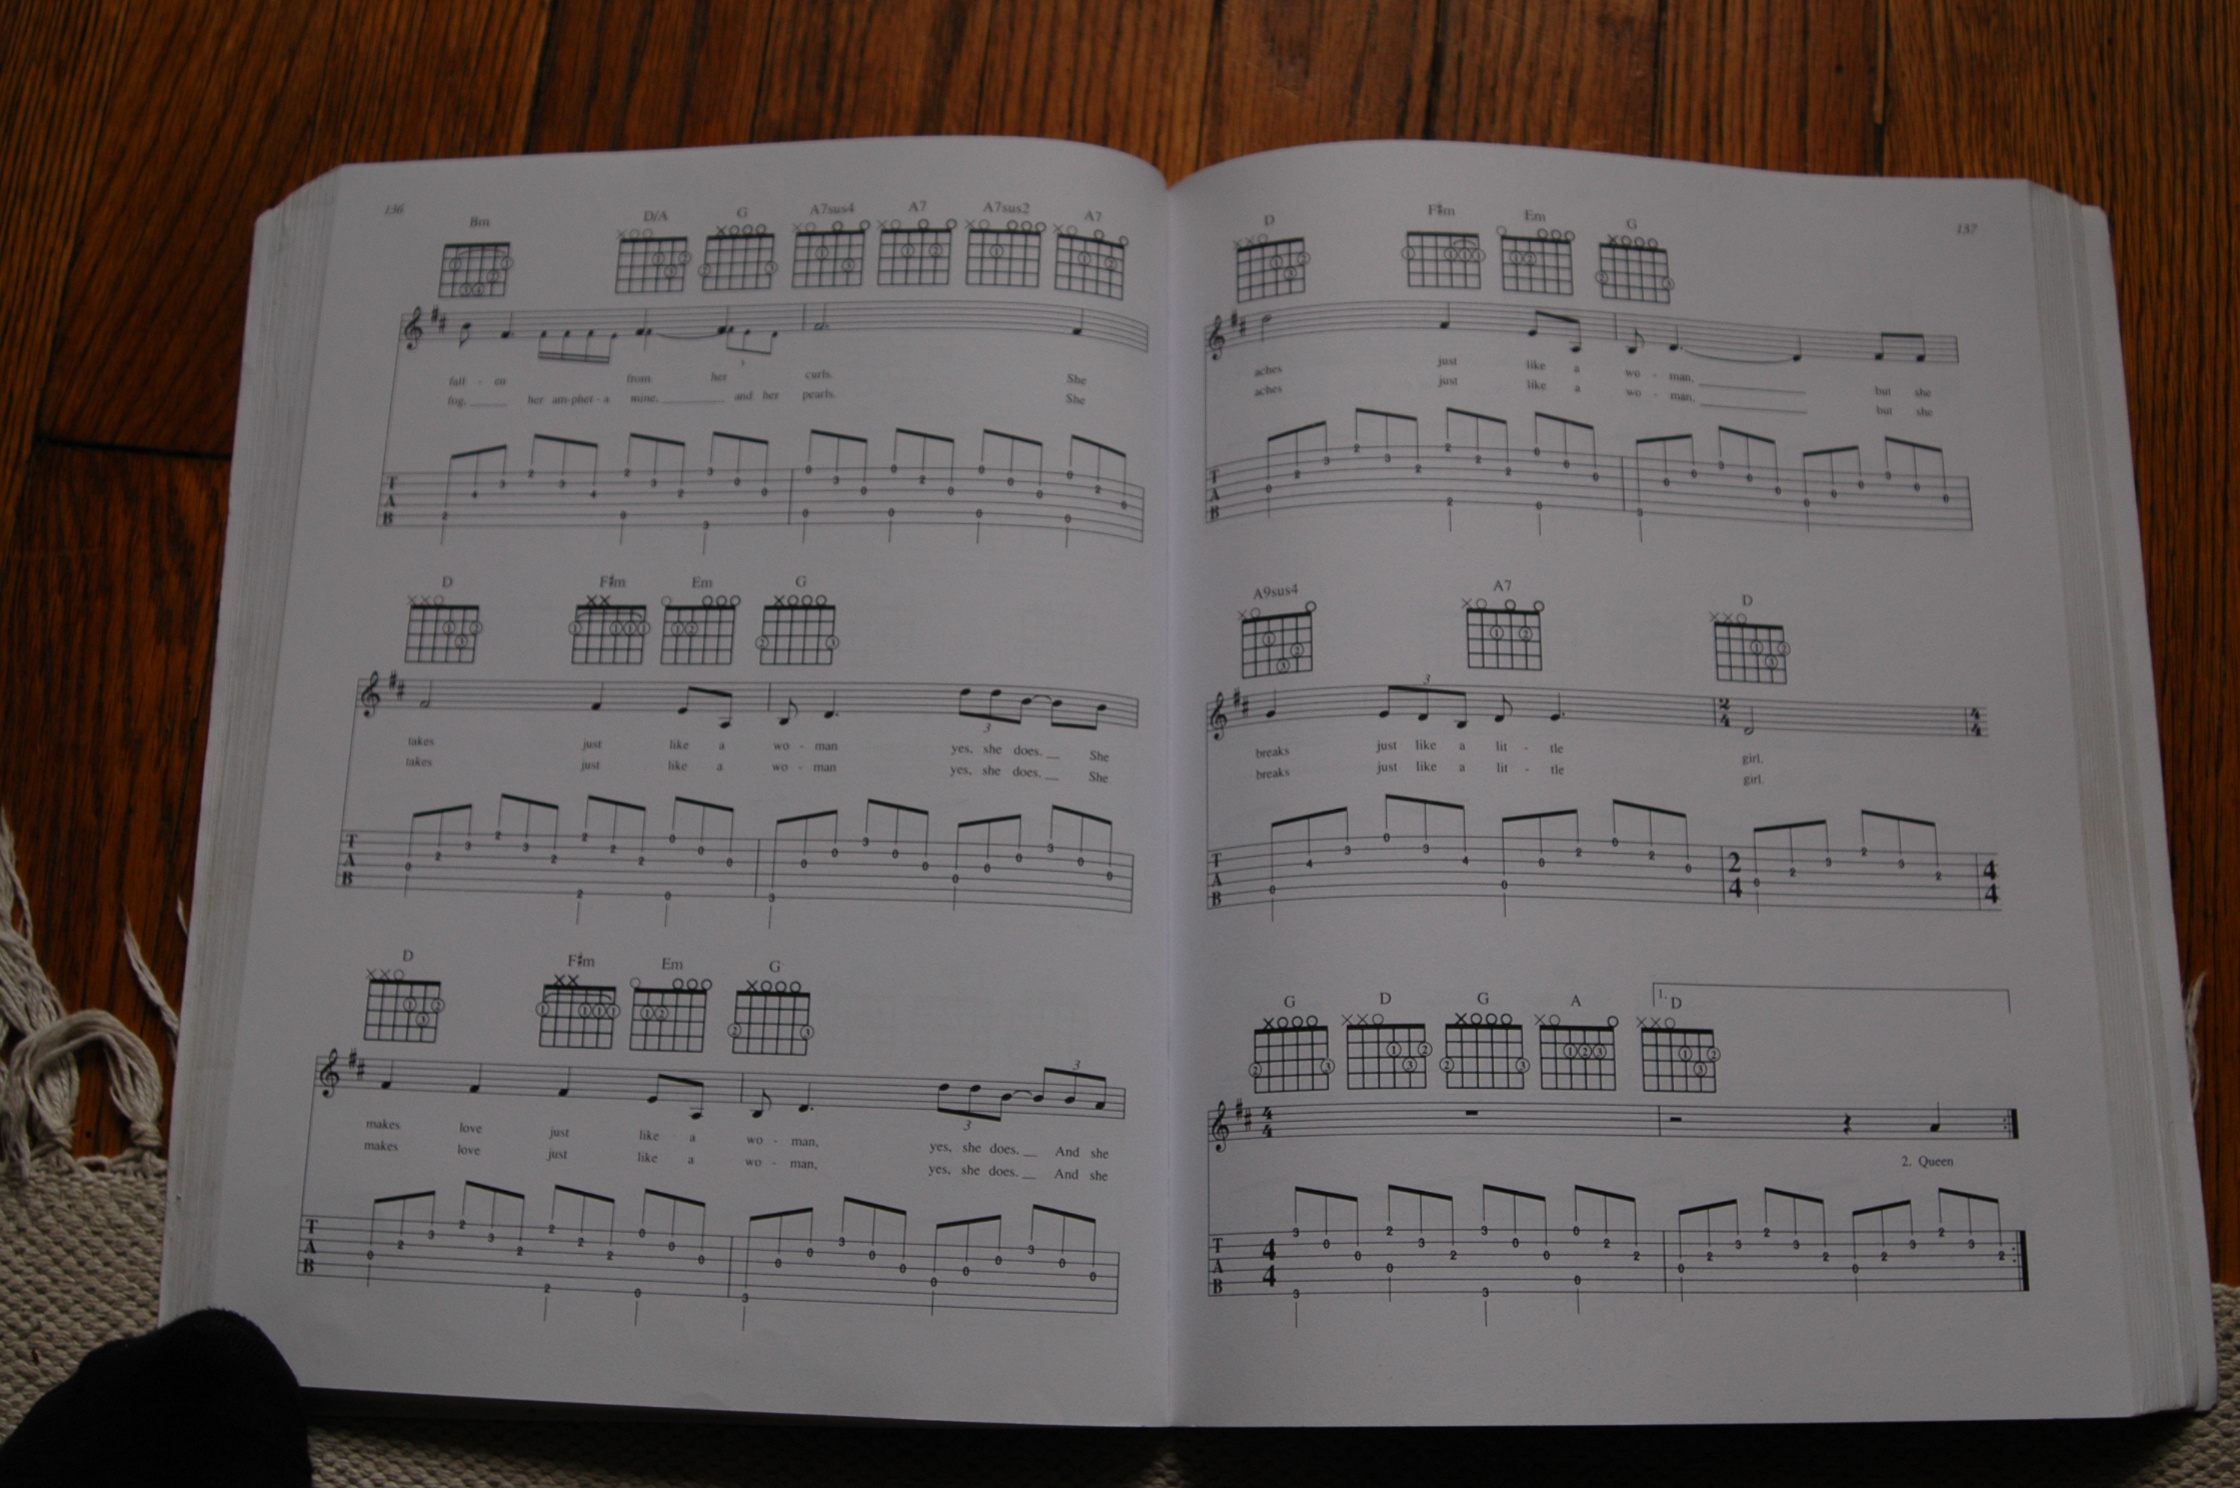 136
Bm D/A G A7sus4 A7 A7sus2 A7
fall - en from her curls. She
fog, her am-phet-a mine and her pearls. She
T
A
B
D F#m Em G
takes just like a wo - man yes, she does. She
takes just like a wo - man yes, she does. She
T
A
B
D F#m Em G
makes love just like a wo - man, yes, she does. And she
makes love just like a wo - man, yes, she does. And she
T
A
B
137
D F#m Em G
aches just like a wo - man, but she
aches just like a wo - man, but she
T
A
B
A9sus4 A7 D
breaks just like a lit - tle girl.
breaks just like a lit - tle girl.
T
A
B
G D G A 1. D
2. Queen
T
A
B